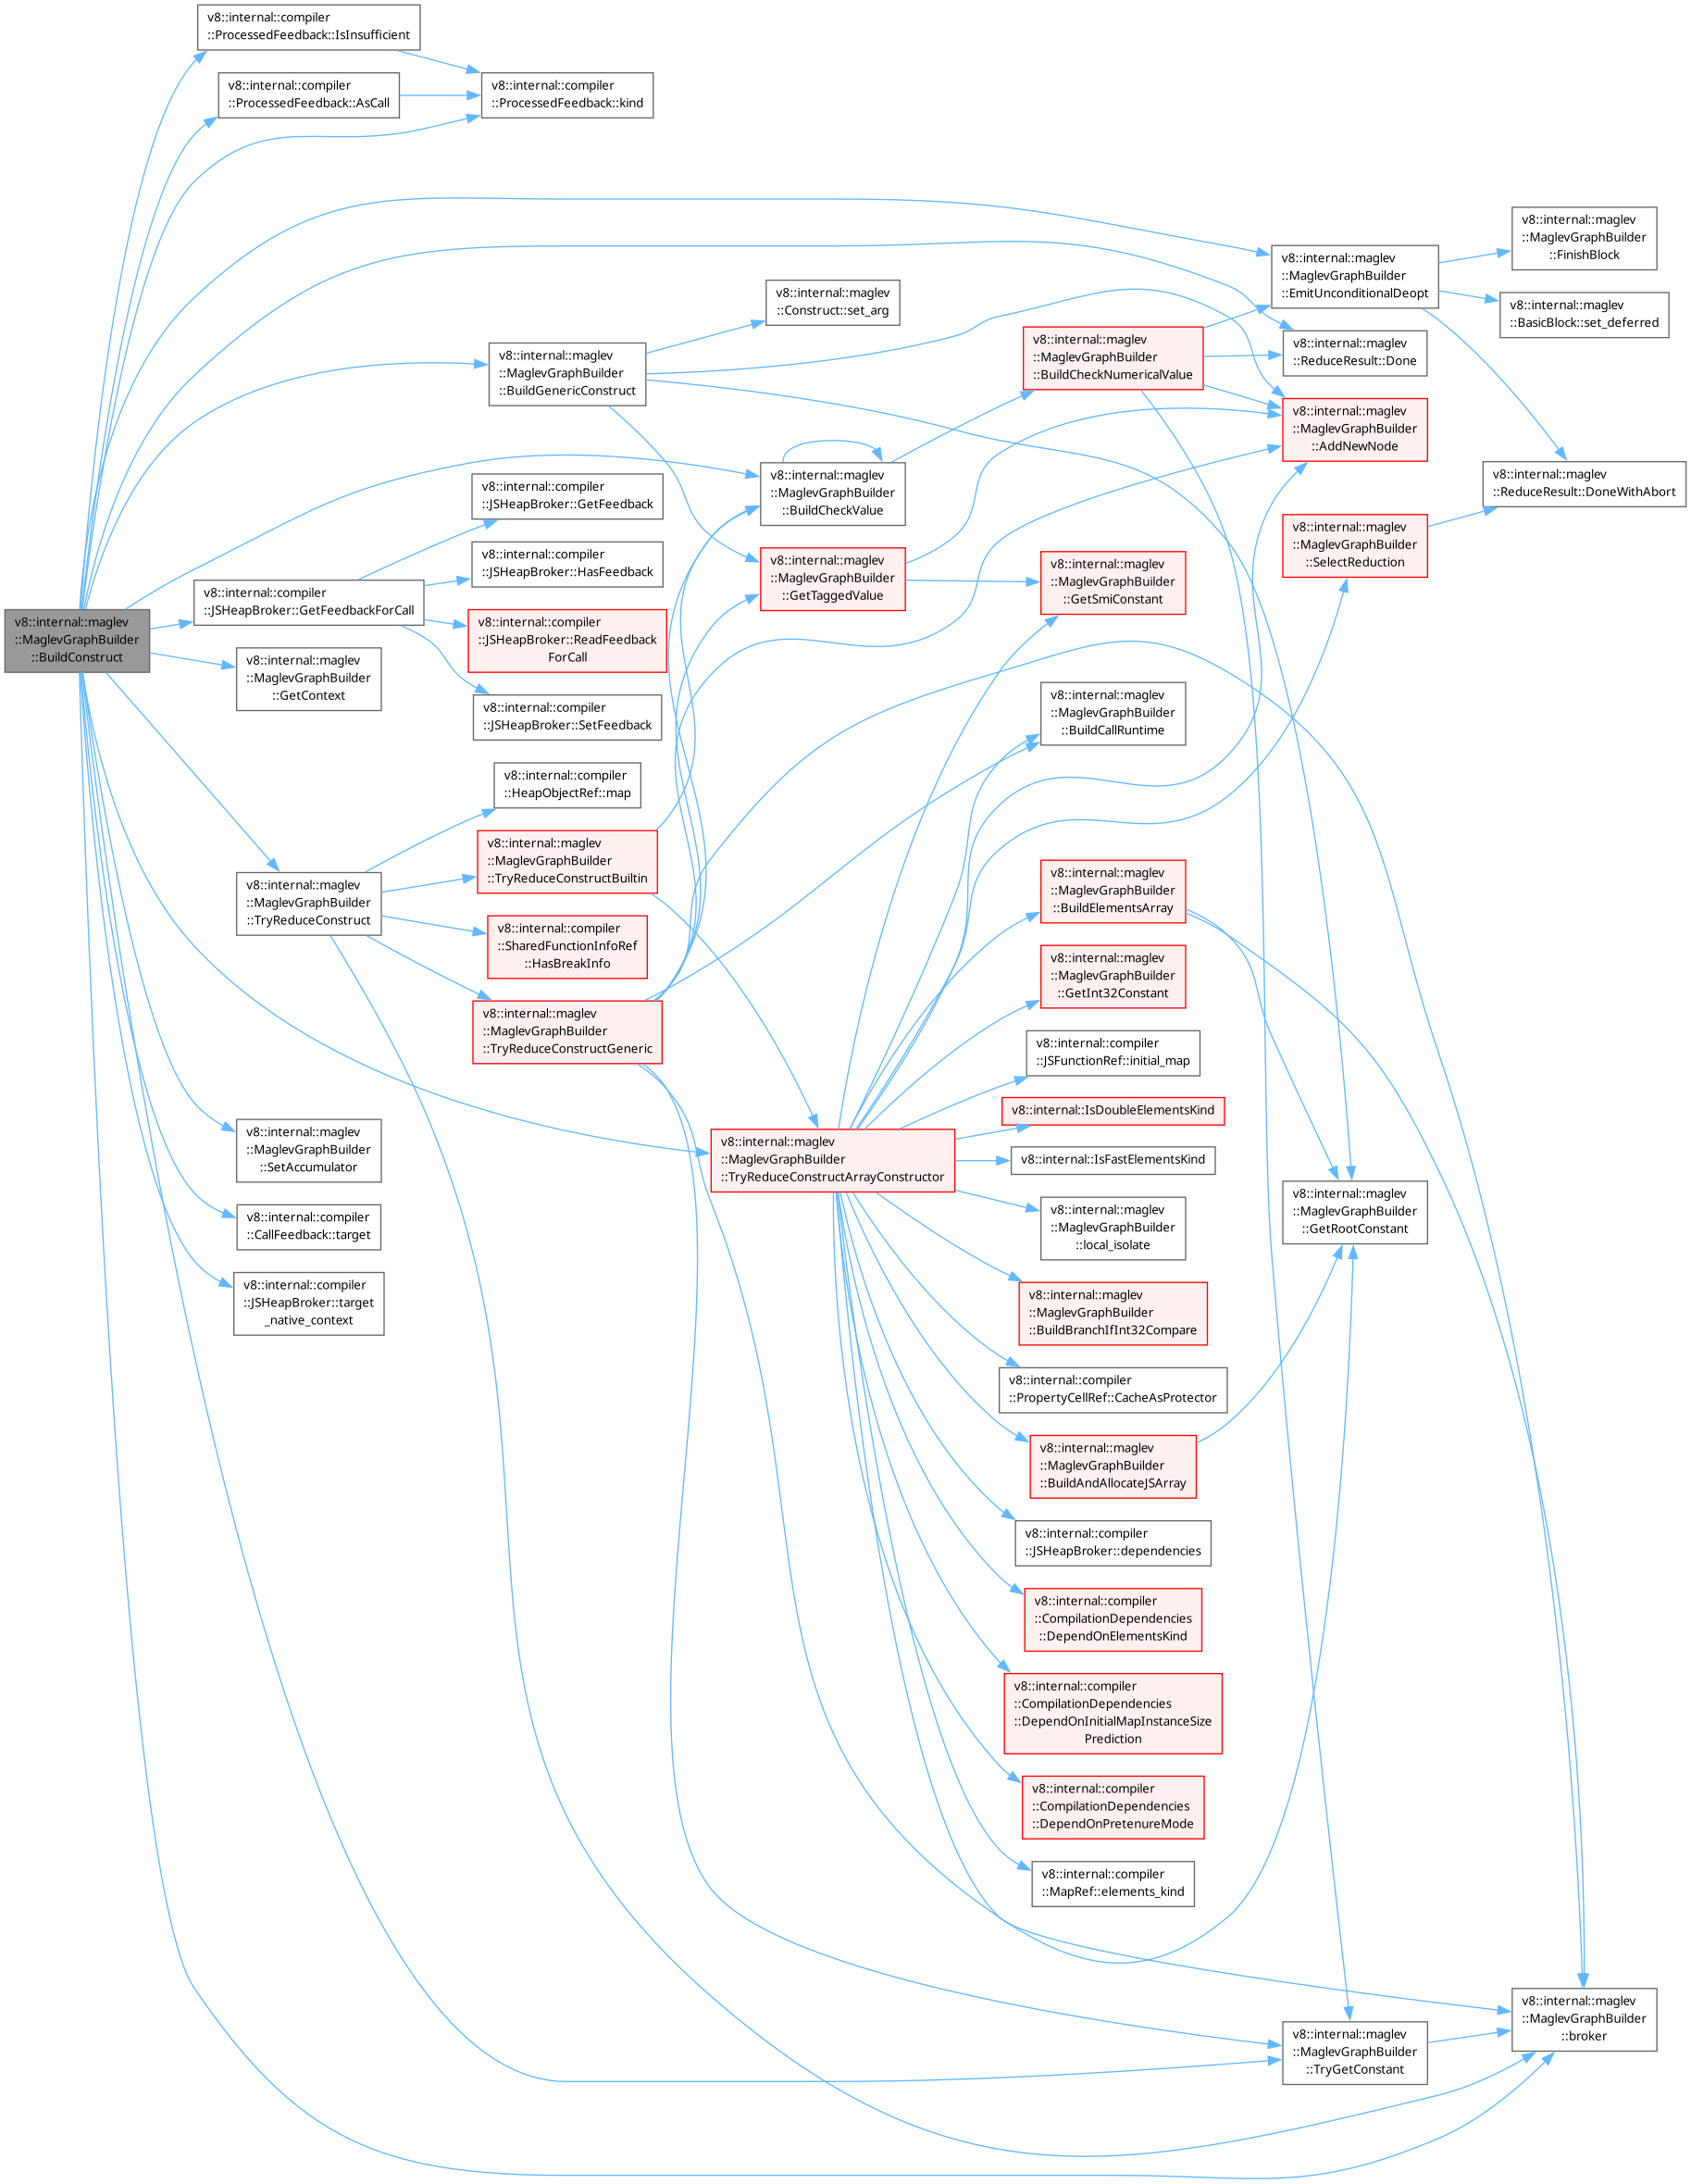 v8::internal::compiler
::ProcessedFeedback::IsInsufficient
v8::internal::compiler
::ProcessedFeedback::AsCall
v8::internal::compiler
::ProcessedFeedback::kind
v8::internal::maglev
::MaglevGraphBuilder
::BuildConstruct
v8::internal::compiler
::JSHeapBroker::GetFeedbackForCall
v8::internal::maglev
::MaglevGraphBuilder
::GetContext
v8::internal::maglev
::MaglevGraphBuilder
::TryReduceConstruct
v8::internal::maglev
::MaglevGraphBuilder
::SetAccumulator
v8::internal::compiler
::CallFeedback::target
v8::internal::compiler
::JSHeapBroker::target
_native_context
v8::internal::maglev
::MaglevGraphBuilder
::BuildGenericConstruct
v8::internal::compiler
::JSHeapBroker::GetFeedback
v8::internal::compiler
::JSHeapBroker::HasFeedback
v8::internal::compiler
::JSHeapBroker::ReadFeedback
ForCall
v8::internal::compiler
::JSHeapBroker::SetFeedback
v8::internal::compiler
::HeapObjectRef::map
v8::internal::maglev
::MaglevGraphBuilder
::TryReduceConstructBuiltin
v8::internal::compiler
::SharedFunctionInfoRef
::HasBreakInfo
v8::internal::maglev
::MaglevGraphBuilder
::TryReduceConstructGeneric
v8::internal::maglev
::Construct::set_arg
v8::internal::maglev
::MaglevGraphBuilder
::BuildCheckValue
v8::internal::maglev
::MaglevGraphBuilder
::GetTaggedValue
v8::internal::maglev
::MaglevGraphBuilder
::TryReduceConstructArrayConstructor
v8::internal::maglev
::MaglevGraphBuilder
::BuildCheckNumericalValue
v8::internal::maglev
::MaglevGraphBuilder
::GetSmiConstant
v8::internal::maglev
::MaglevGraphBuilder
::BuildCallRuntime
v8::internal::maglev
::MaglevGraphBuilder
::BuildElementsArray
v8::internal::maglev
::MaglevGraphBuilder
::GetInt32Constant
v8::internal::compiler
::JSFunctionRef::initial_map
v8::internal::IsDoubleElementsKind
v8::internal::IsFastElementsKind
v8::internal::maglev
::MaglevGraphBuilder
::local_isolate
v8::internal::maglev
::MaglevGraphBuilder
::BuildBranchIfInt32Compare
v8::internal::compiler
::PropertyCellRef::CacheAsProtector
v8::internal::maglev
::MaglevGraphBuilder
::BuildAndAllocateJSArray
v8::internal::compiler
::JSHeapBroker::dependencies
v8::internal::compiler
::CompilationDependencies
::DependOnElementsKind
v8::internal::compiler
::CompilationDependencies
::DependOnInitialMapInstanceSize
Prediction
v8::internal::compiler
::CompilationDependencies
::DependOnPretenureMode
v8::internal::compiler
::MapRef::elements_kind
v8::internal::maglev
::MaglevGraphBuilder
::EmitUnconditionalDeopt
v8::internal::maglev
::ReduceResult::Done
v8::internal::maglev
::MaglevGraphBuilder
::AddNewNode
v8::internal::maglev
::MaglevGraphBuilder
::SelectReduction
v8::internal::maglev
::MaglevGraphBuilder
::GetRootConstant
v8::internal::maglev
::MaglevGraphBuilder
::TryGetConstant
v8::internal::maglev
::MaglevGraphBuilder
::FinishBlock
v8::internal::maglev
::BasicBlock::set_deferred
v8::internal::maglev
::ReduceResult::DoneWithAbort
v8::internal::maglev
::MaglevGraphBuilder
::broker